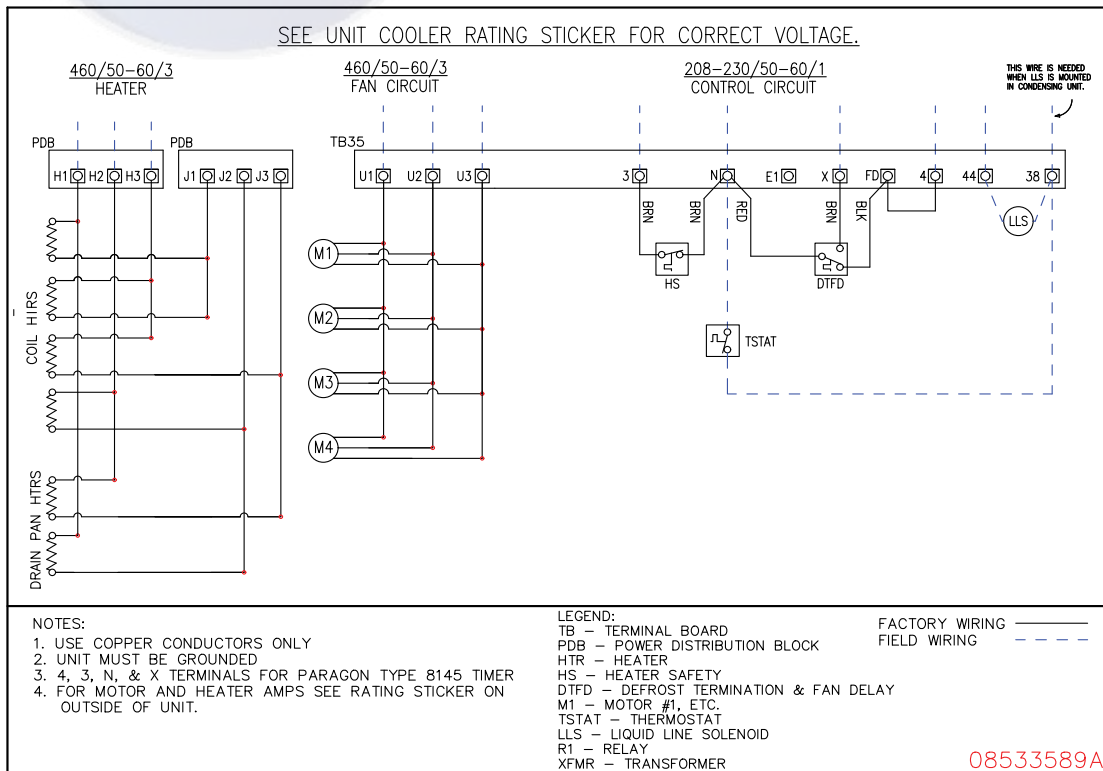 SEE UNIT COOLER RATING STICKER FOR CORRECT VOLTAGE.
460/50-60/3
HEATER
460/50-60/3
FAN CIRCUIT
208-230/50-60/1
CONTROL CIRCUIT
THIS WIRE IS NEEDED
WHEN LLS IS MOUNTED
IN CONDENSING UNIT.
PDB
PDB
TB35
H1 H2 H3 J1 J2 J3 U1 U2 U3 3 N E1 X FD 4 44 38
BRN BRN RED BRN BLK
LLS
M1
HS
DTFD
COIL HIRS
M2
TSTAT
M3
M4
DRAIN PAN HTRS
NOTES:
1. USE COPPER CONDUCTORS ONLY
2. UNIT MUST BE GROUNDED
3. 4, 3, N, & X TERMINALS FOR PARAGON TYPE 8145 TIMER
4. FOR MOTOR AND HEATER AMPS SEE RATING STICKER ON
OUTSIDE OF UNIT.
LEGEND:
TB – TERMINAL BOARD
PDB – POWER DISTRIBUTION BLOCK
HTR – HEATER
HS – HEATER SAFETY
DTFD – DEFROST TERMINATION & FAN DELAY
M1 – MOTOR #1, ETC.
TSTAT – THERMOSTAT
LLS – LIQUID LINE SOLENOID
R1 – RELAY
XFMR – TRANSFORMER
FACTORY WIRING
FIELD WIRING
08533589A